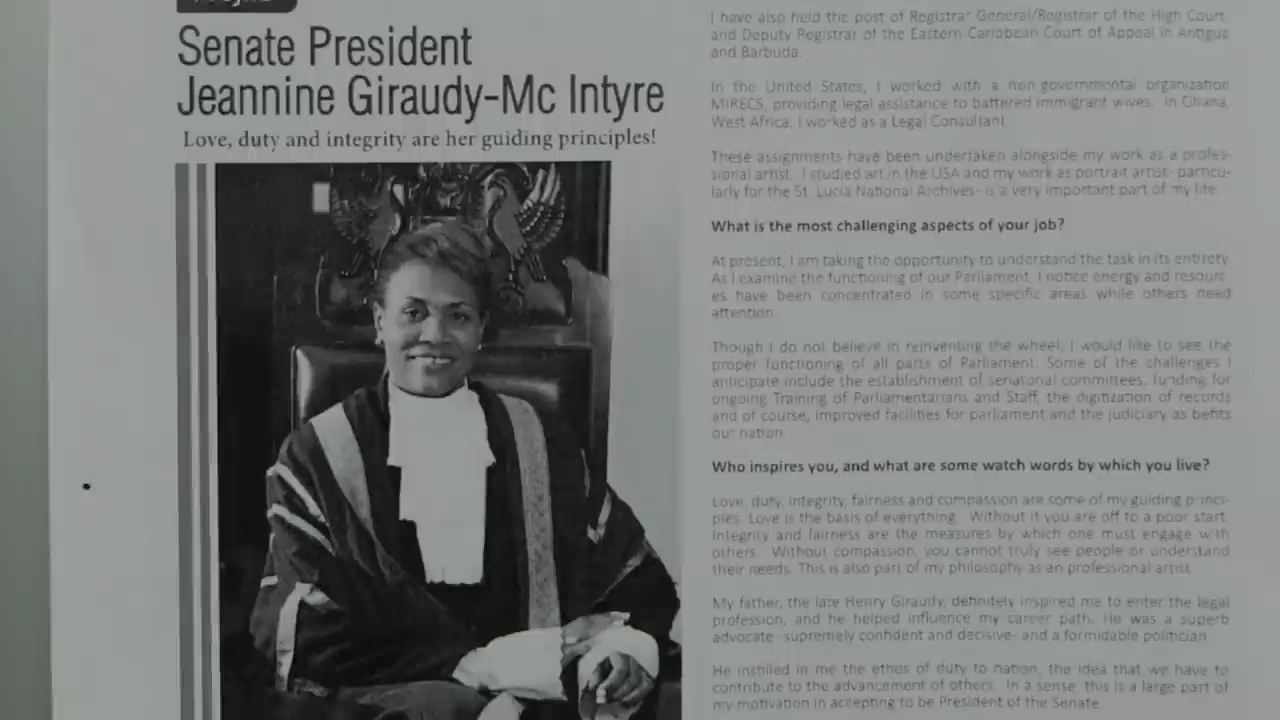 Senate President
Jeannine Giraudy-Mc Intyre
Love, duty and integrity are her guiding principles!
I have also held the post of Registrar General/Registrar of the High Court,
and Deputy Registrar of the Eastern Caribbean Court of Appeal in Antigua
and Barbuda.
In the United States, I worked with a non governmental organization
MIRECS, providing legal assistance to battered immigrant wives. In Ghana,
West Africa, I worked as a Legal Consultant.
These assignments have been undertaken alongside my work as a profes-
sional artist. I studied art in the USA and my work as portrait artist- particu-
larly for the St. Lucia National Archives- is a very important part of my life.
What is the most challenging aspects of your job?
At present, I am taking the opportunity to understand the task in its entirety.
As I examine the functioning of our Parliament, I notice energy and resourc-
es have been concentrated in some specific areas while others need
attention.
Though I do not believe in reinventing the wheel, I would like to see the
proper functioning of all parts of Parliament. Some of the challenges I
anticipate include the establishment of senatorial committees, funding for
ongoing Training of Parliamentarians and Staff, the digitization of records
and of course, improved facilities for parliament and the judiciary as befits
our nation.
Who inspires you, and what are some watch words by which you live?
Love, duty, integrity, fairness and compassion are some of my guiding princi-
ples. Love is the basis of everything. Without it you are off to a poor start.
Integrity and fairness are the measures by which one must engage with
others. Without compassion, you cannot truly see people or understand
their needs. This is also part of my philosophy as an professional artist.
My father, the late Henry Giraudy, definitely inspired me to enter the legal
profession, and he helped influence my career path. He was a superb
advocate- supremely confident and decisive- and a formidable politician.
He instilled in me the ethos of duty to nation, the idea that we have to
contribute to the advancement of others. In a sense, this is a large part of
my motivation in accepting to be President of the Senate.